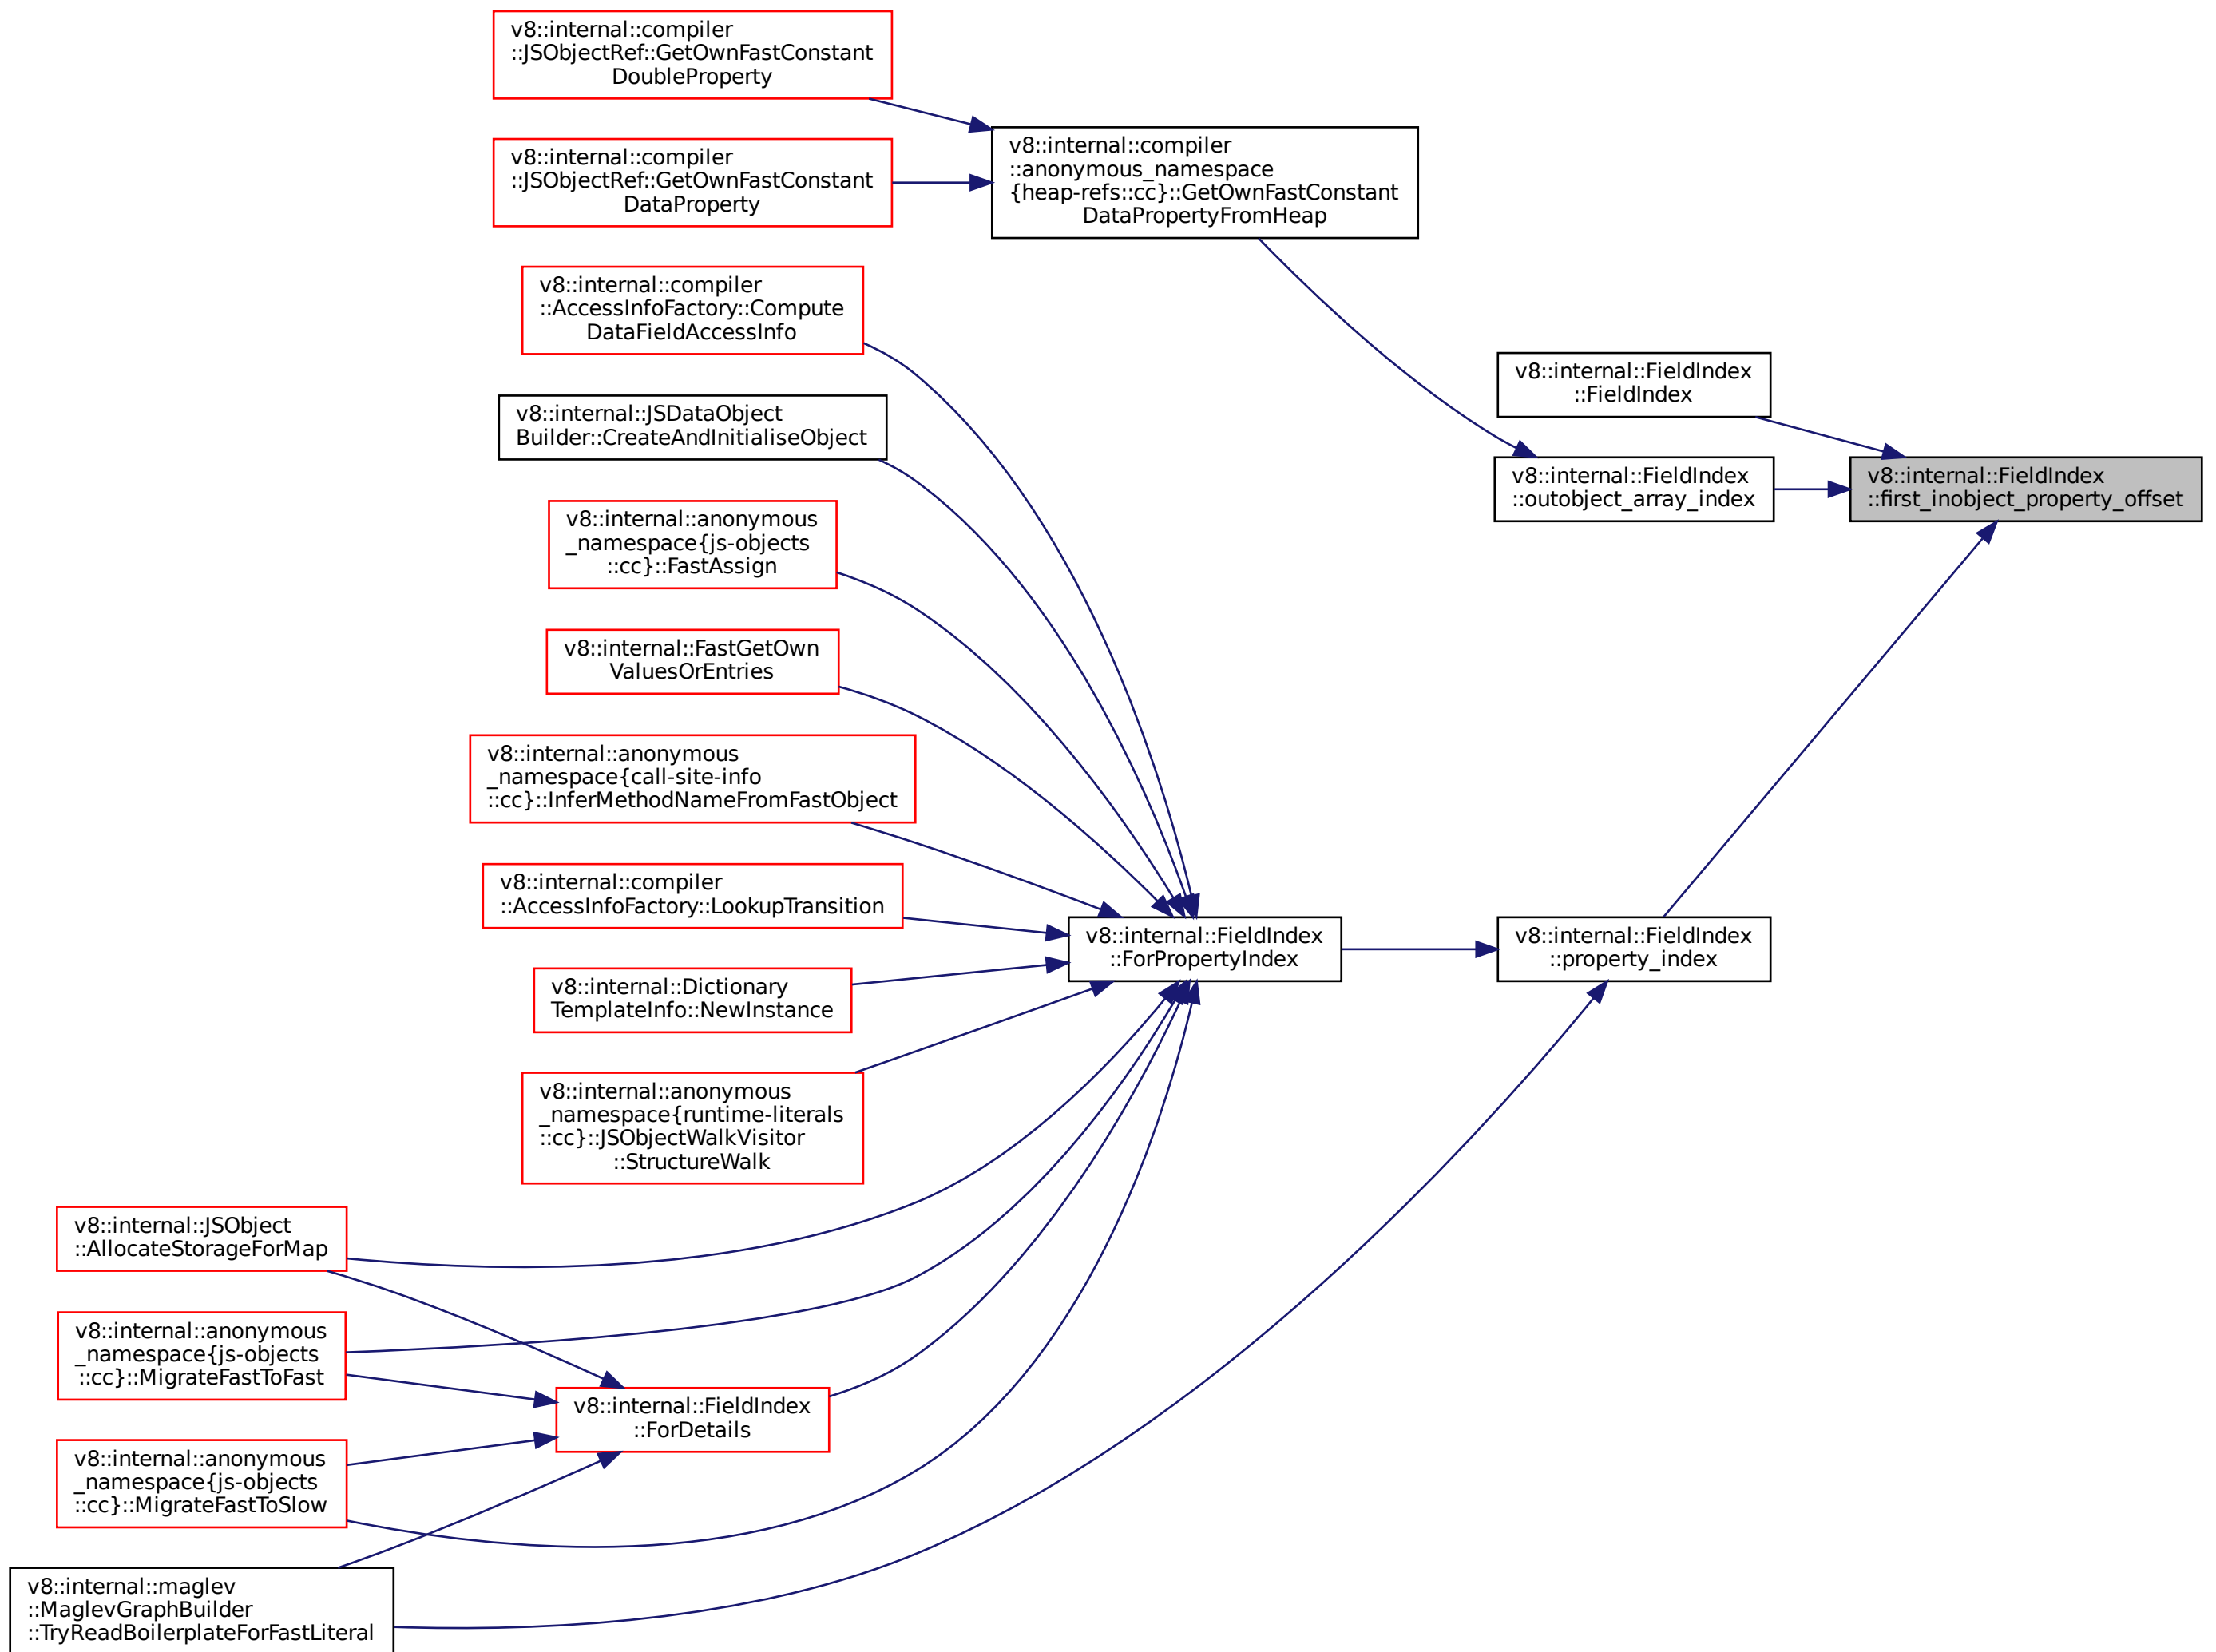 v8::internal::compiler
::JSObjectRef::GetOwnFastConstant
DoubleProperty
v8::internal::compiler
::JSObjectRef::GetOwnFastConstant
DataProperty
v8::internal::compiler
::anonymous_namespace
{heap-refs::cc}::GetOwnFastConstant
DataPropertyFromHeap
v8::internal::compiler
::AccessInfoFactory::Compute
DataFieldAccessInfo
v8::internal::FieldIndex
::FieldIndex
v8::internal::JSDataObject
Builder::CreateAndInitialiseObject
v8::internal::FieldIndex
::outobject_array_index
v8::internal::FieldIndex
::first_inobject_property_offset
v8::internal::anonymous
_namespace{js-objects
::cc}::FastAssign
v8::internal::FastGetOwn
ValuesOrEntries
v8::internal::anonymous
_namespace{call-site-info
::cc}::InferMethodNameFromFastObject
v8::internal::compiler
::AccessInfoFactory::LookupTransition
v8::internal::FieldIndex
::ForPropertyIndex
v8::internal::FieldIndex
::property_index
v8::internal::Dictionary
TemplateInfo::NewInstance
v8::internal::anonymous
_namespace{runtime-literals
::cc}::JSObjectWalkVisitor
::StructureWalk
v8::internal::JSObject
::AllocateStorageForMap
v8::internal::anonymous
_namespace{js-objects
::cc}::MigrateFastToFast
v8::internal::FieldIndex
::ForDetails
v8::internal::anonymous
_namespace{js-objects
::cc}::MigrateFastToSlow
v8::internal::maglev
::MaglevGraphBuilder
::TryReadBoilerplateForFastLiteral